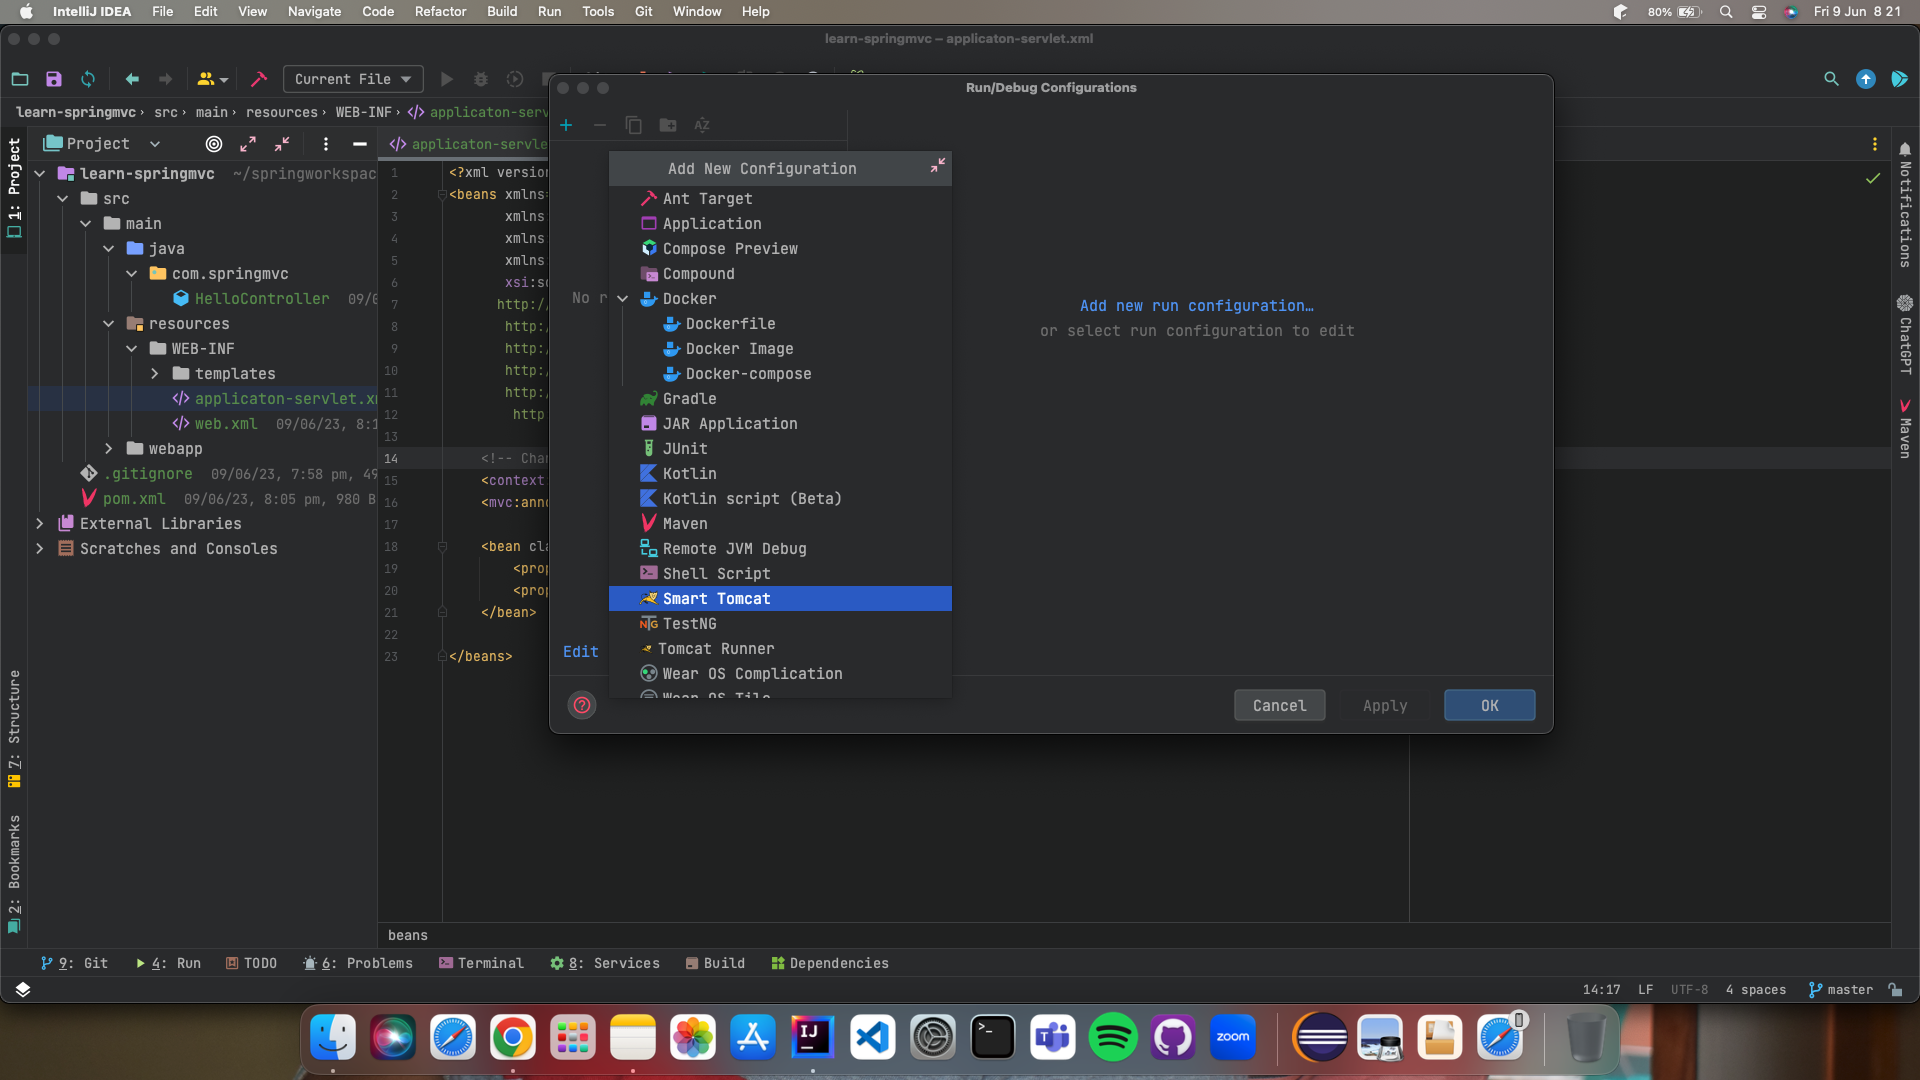 IntelliJ IDEA File Edit View Navigate Code Refactor Build Run Tools Git Window Help 80% Fri 9 Jun 8 21
learn-springmvc – applicaton-servlet.xml
Current File
Run/Debug Configurations
learn-springmvc › src › main › resources › WEB-INF › applicaton-serv
Project
applicaton-servle
1: Project
7: Structure
2: Bookmarks
learn-springmvc ~/springworkspac
src
main
java
com.springmvc
HelloController 09/0
resources
WEB-INF
templates
applicaton-servlet.x
web.xml 09/06/23, 8:1
webapp
.gitignore 09/06/23, 7:58 pm, 49
pom.xml 09/06/23, 8:05 pm, 980 B
External Libraries
Scratches and Consoles
1 <?xml version
2 <beans xmlns=
3 xmlns
4 xmlns
5 xmlns
6 xsi:sc
7 http://
8 http:
9 http:
10 http:
11 http:
12 http
13
14 <!-- Chan
15 <context
16 <mvc:anno
17
18 <bean cla
19 <prop
20 <prop
21 </bean>
22
23 </beans>
No r
Add New Configuration
Ant Target
Application
Compose Preview
Compound
Docker
Dockerfile
Docker Image
Docker-compose
Gradle
JAR Application
JUnit
Kotlin
Kotlin script (Beta)
Maven
Remote JVM Debug
Shell Script
Smart Tomcat
TestNG
Tomcat Runner
Wear OS Complication
Wear OS Tile
Edit
Add new run configuration…
or select run configuration to edit
Cancel Apply OK
Notifications
ChatGPT
Maven
beans
9: Git 4: Run TODO 6: Problems Terminal 8: Services Build Dependencies
14:17 LF UTF-8 4 spaces master
IJ
zoom